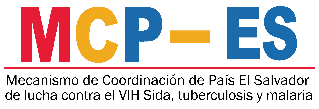 MCP-ES
Mecanismo de Coordinación de País El Salvador
de lucha contra el VIH Sida, tuberculosis y malaria